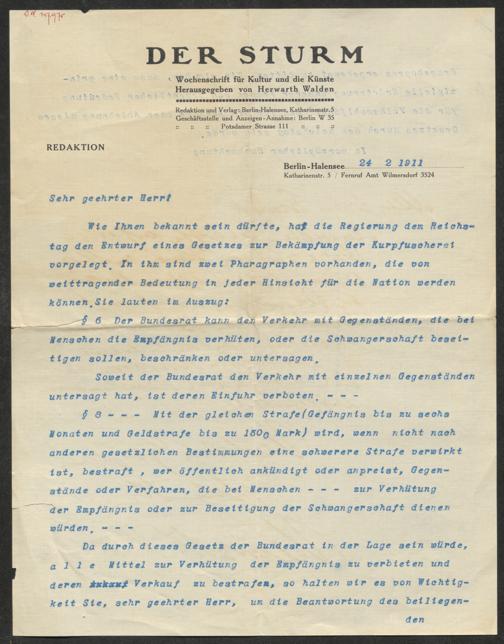 DER STURM
Wochenschrift für Kultur und die Künste
Herausgegeben von Herwarth Walden
Redaktion und Verlag: Berlin-Halensee, Katharinenstr. 5
Geschäftsstelle und Anzeigen-Annahme: Berlin W 35
:: :: :: Potsdamer Strasse 111 :: :: ::
REDAKTION
Berlin-Halensee 24 2 1911
Katharinenstr. 5 / Fernruf Amt Wilmersdorf 3524
Sehr geehrter Herr!
Wie Ihnen bekannt sein dürfte, hat die Regierung dem Reichs-
tag den Entwurf eines Gesetzes zur Bekämpfung der Kurpfuscherei
vorgelegt. In ihm sind zwei Pharagraphen vorhanden, die von
weittragender Bedeutung in jeder Hinsicht für die Nation werden
können. Sie lauten im Auszug:
§ 6 Der Bundesrat kann den Verkehr mit Gegenständen, die bei
Menschen die Empfängnis verhüten, oder die Schwangerschaft besei-
tigen sollen, beschränken oder untersagen.
Soweit der Bundesrat den Verkehr mit einzelnen Gegenständen
untersagt hat, ist deren Einfuhr verboten. - - -
§ 8 - - - Mit der gleichen Strafe (Gefängnis bis zu sechs
Monaten und Geldstrafe bis zu 1500 Mark) wird, wenn nicht nach
anderen gesetzlichen Bestimmungen eine schwerere Strafe verwirkt
ist, bestraft , wer öffentlich ankündigt oder anpreist, Gegen-
stände oder Verfahren, die bei Menschen - - - zur Verhütung
der Empfängnis oder zur Beseitigung der Schwangerschaft dienen
würden. - - -
Da durch dieses Gesetz der Bundesrat in der Lage sein würde,
a l l e Mittel zur Verhütung der Empfängnis zu verbieten und
deren Verkauf zu bestrafen, so halten wir es von Wichtig-
keit Sie, sehr geehrter Herr, um die Beantwortung des beiliegen-
den